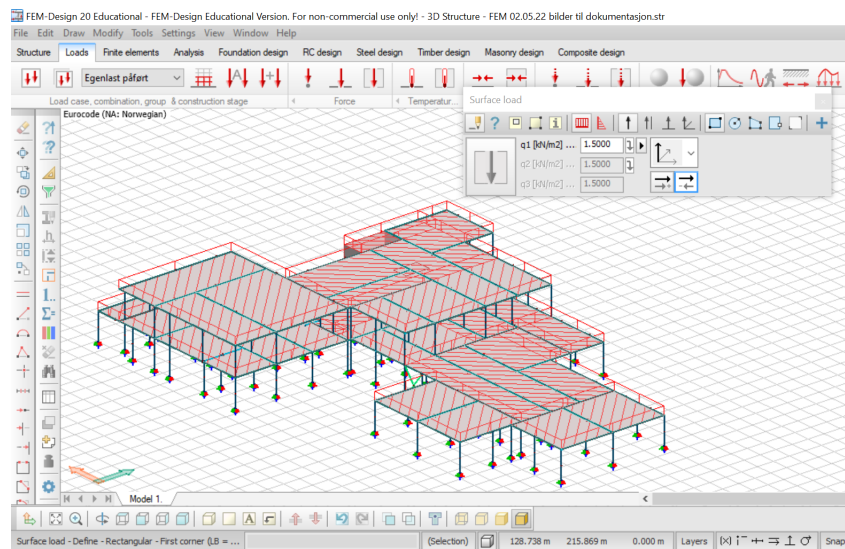 FEM-Design 20 Educational - FEM-Design Educational Version. For non-commercial use only! - 3D Structure - FEM 02.05.22 bilder til dokumentasjon.str
File Edit Draw Modify Tools Settings View Window Help
Structure Loads Finite elements Analysis Foundation design RC design Steel design Timber design Masonry design Composite design
Egenlast påført
Load case, combination, group & construction stage Force Temperatur...
Surface load
Eurocode (NA: Norwegian)
q1 [kN/m2] ... 1.5000
q2 [kN/m2] ... 1.5000
q3 [kN/m2] ... 1.5000
Model 1.
Surface load - Define - Rectangular - First corner (LB = ... (Selection) 128.738 m 215.869 m 0.000 m Layers Snap